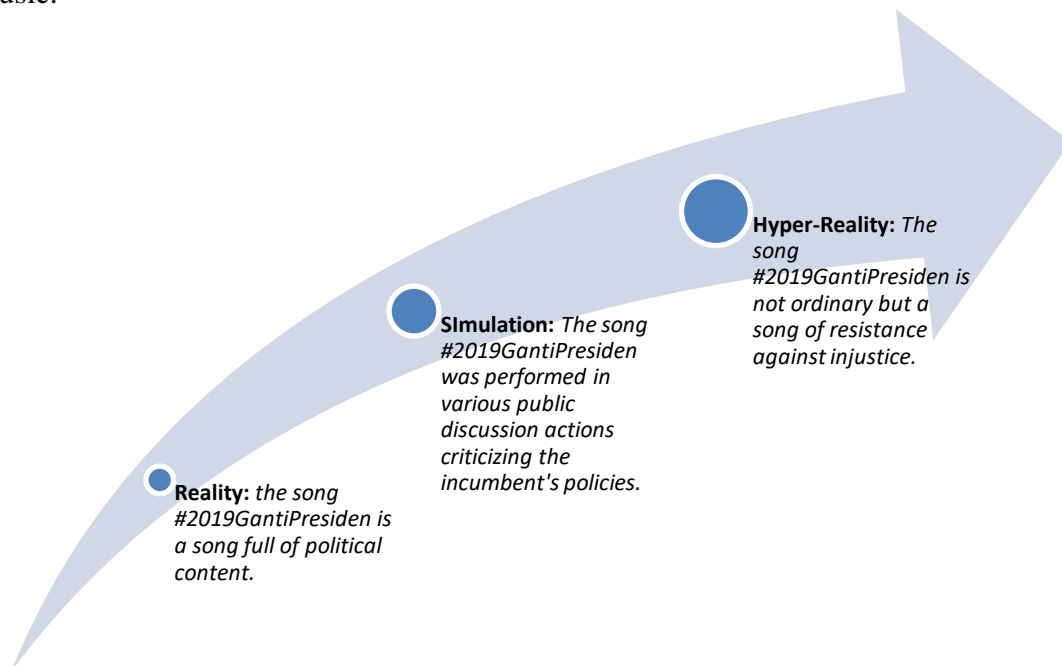 Reality: the song
#2019GantiPresiden is
a song full of political
content.
SImulation: The song
#2019GantiPresiden
was performed in
various public
discussion actions
criticizing the
incumbent's policies.
Hyper-Reality: The
song
#2019GantiPresiden is
not ordinary but a
song of resistance
against injustice.